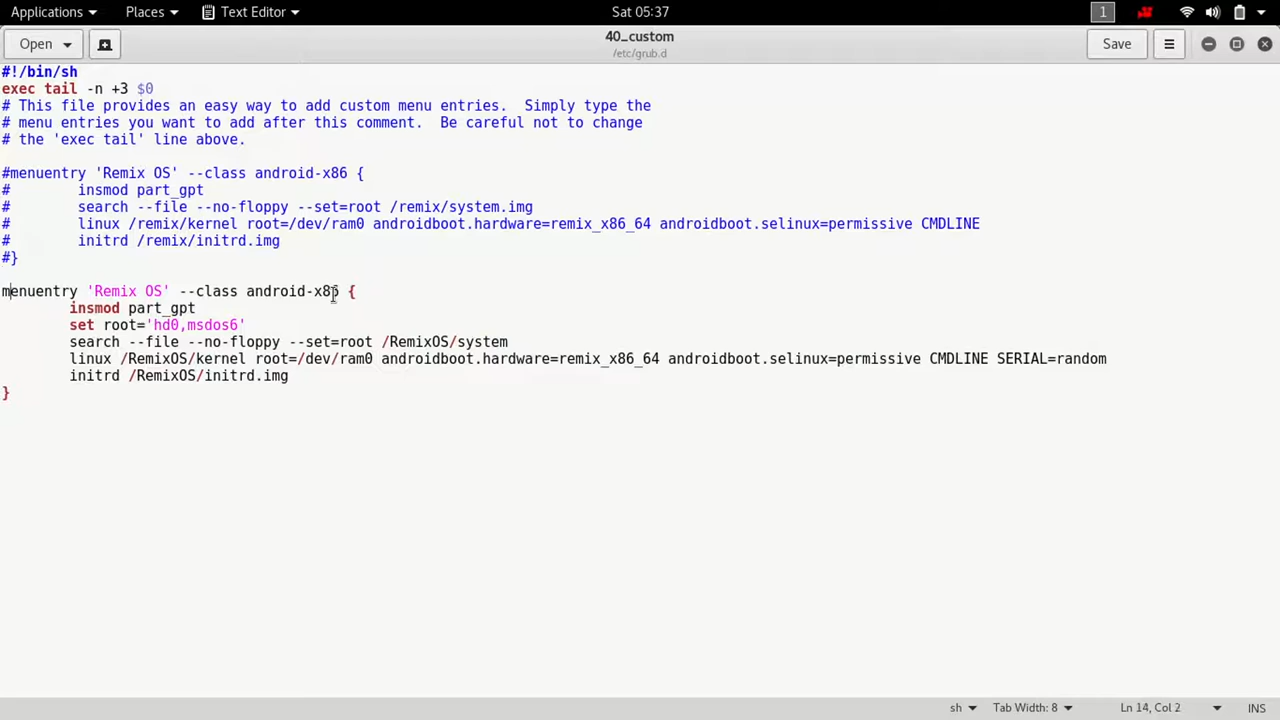 Applications Places Text Editor Sat 05:37 1
Open 40_custom Save
/etc/grub.d
#!/bin/sh
exec tail -n +3 $0
# This file provides an easy way to add custom menu entries.  Simply type the
# menu entries you want to add after this comment.  Be careful not to change
# the 'exec tail' line above.
#menuentry 'Remix OS' --class android-x86 {
#        insmod part_gpt
#        search --file --no-floppy --set=root /remix/system.img
#        linux /remix/kernel root=/dev/ram0 androidboot.hardware=remix_x86_64 androidboot.selinux=permissive CMDLINE
#        initrd /remix/initrd.img
#}
menuentry 'Remix OS' --class android-x86 {
        insmod part_gpt
        set root='hd0,msdos6'
        search --file --no-floppy --set=root /RemixOS/system
        linux /RemixOS/kernel root=/dev/ram0 androidboot.hardware=remix_x86_64 androidboot.selinux=permissive CMDLINE SERIAL=random
        initrd /RemixOS/initrd.img
}
sh Tab Width: 8 Ln 14, Col 2 INS